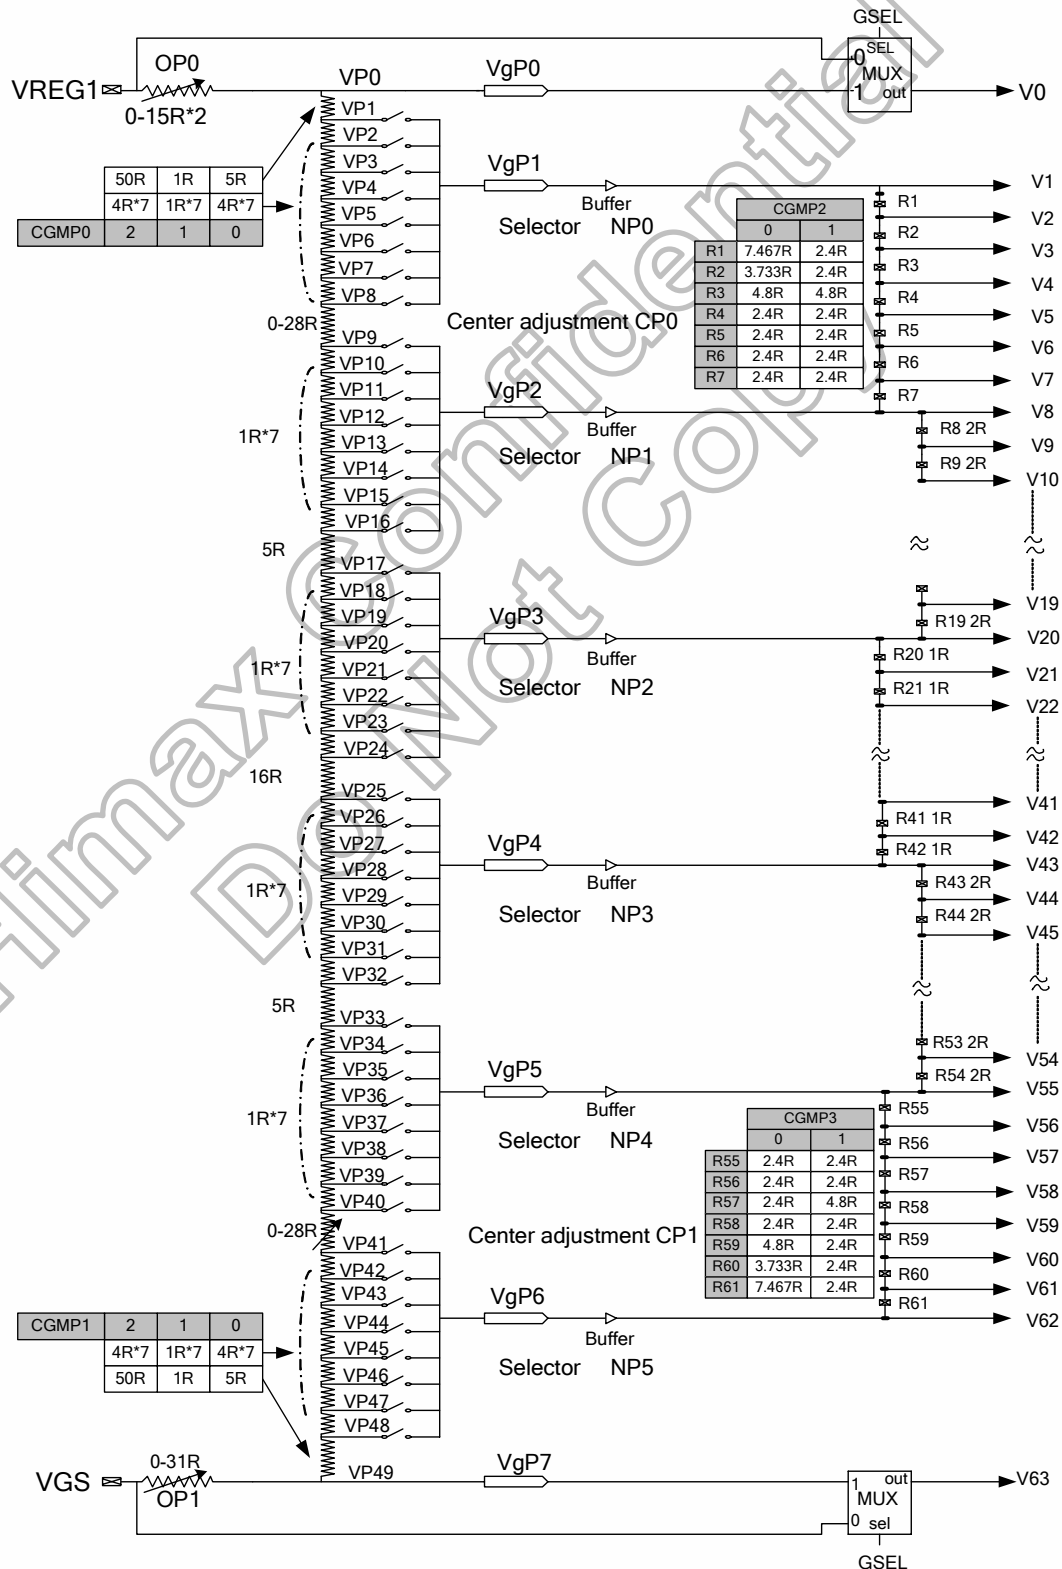 GSEL
OP0
VP0
VgP0
0 SEL
MUX
1 out
VREG1
V0
0-15R*2
VP1
VP2
VP3
VP4
VP5
VP6
VP7
VP8
50R 1R 5R
4R*7 1R*7 4R*7
CGMP0 2 1 0
VgP1
Buffer
Selector NP0
V1
R1
V2
R2
V3
R3
V4
R4
V5
R5
V6
R6
V7
R7
V8
CGMP2
0 1
R1 7.467R 2.4R
R2 3.733R 2.4R
R3 4.8R 4.8R
R4 2.4R 2.4R
R5 2.4R 2.4R
R6 2.4R 2.4R
R7 2.4R 2.4R
0-28R
Center adjustment CP0
VP9
VP10
VP11
VP12
VP13
VP14
VP15
VP16
1R*7
VgP2
Buffer
Selector NP1
R8 2R
V9
R9 2R
V10
5R
VP17
VP18
VP19
VP20
VP21
VP22
VP23
VP24
1R*7
VgP3
Buffer
Selector NP2
V19
R19 2R
V20
R20 1R
V21
R21 1R
V22
16R
VP25
VP26
VP27
VP28
VP29
VP30
VP31
VP32
1R*7
VgP4
Buffer
Selector NP3
V41
R41 1R
V42
R42 1R
V43
R43 2R
V44
R44 2R
V45
5R
VP33
VP34
VP35
VP36
VP37
VP38
VP39
VP40
1R*7
VgP5
Buffer
Selector NP4
R53 2R
V54
R54 2R
V55
R55
V56
R56
V57
R57
V58
R58
V59
R59
V60
R60
V61
R61
V62
CGMP3
0 1
R55 2.4R 2.4R
R56 2.4R 2.4R
R57 2.4R 4.8R
R58 2.4R 2.4R
R59 4.8R 2.4R
R60 3.733R 2.4R
R61 7.467R 2.4R
0-28R
Center adjustment CP1
VP41
VP42
VP43
VP44
VP45
VP46
VP47
VP48
CGMP1 2 1 0
4R*7 1R*7 4R*7
50R 1R 5R
VgP6
Buffer
Selector NP5
0-31R
VP49
VgP7
VGS
OP1
1 out
MUX
0 sel
V63
GSEL
Himax Confidential
Do Not Copy